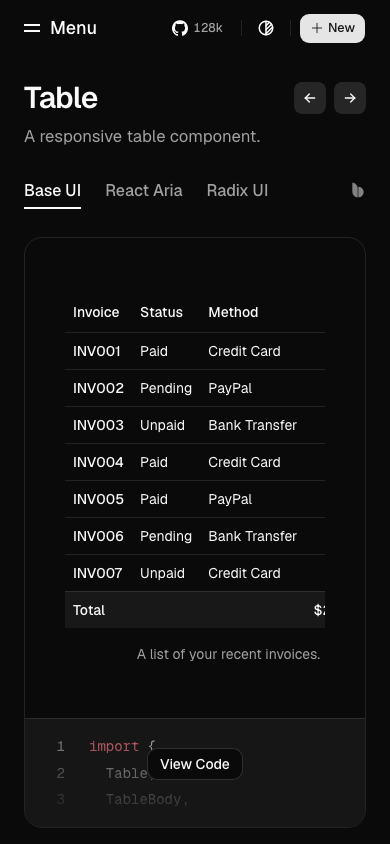 Menu 128k New
Table
A responsive table component.
Base UI React Aria Radix UI
Invoice Status Method
INV001 Paid Credit Card
INV002 Pending PayPal
INV003 Unpaid Bank Transfer
INV004 Paid Credit Card
INV005 Paid PayPal
INV006 Pending Bank Transfer
INV007 Unpaid Credit Card
Total
A list of your recent invoices.
1 import {
View Code
2 Table
3 TableBody,